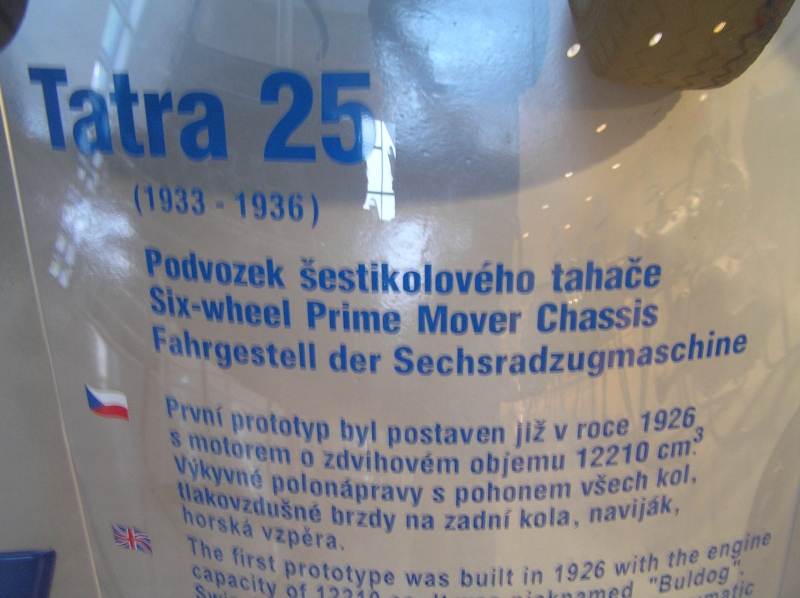 Tatra 25
(1933 - 1936)
Podvozek šestikolového tahače
Six-wheel Prime Mover Chassis
Fahrgestell der Sechsradzugmaschine
První prototyp byl postaven již v roce 1926
s motorem o zdvihovém objemu 12210 cm³.
Výkyvné polonápravy s pohonem všech kol,
tlakovzdušné brzdy na zadní kola, naviják,
horská vzpěra.
The first prototype was built in 1926 with the engine
capacity of 12210 nicknamed "Buldog".